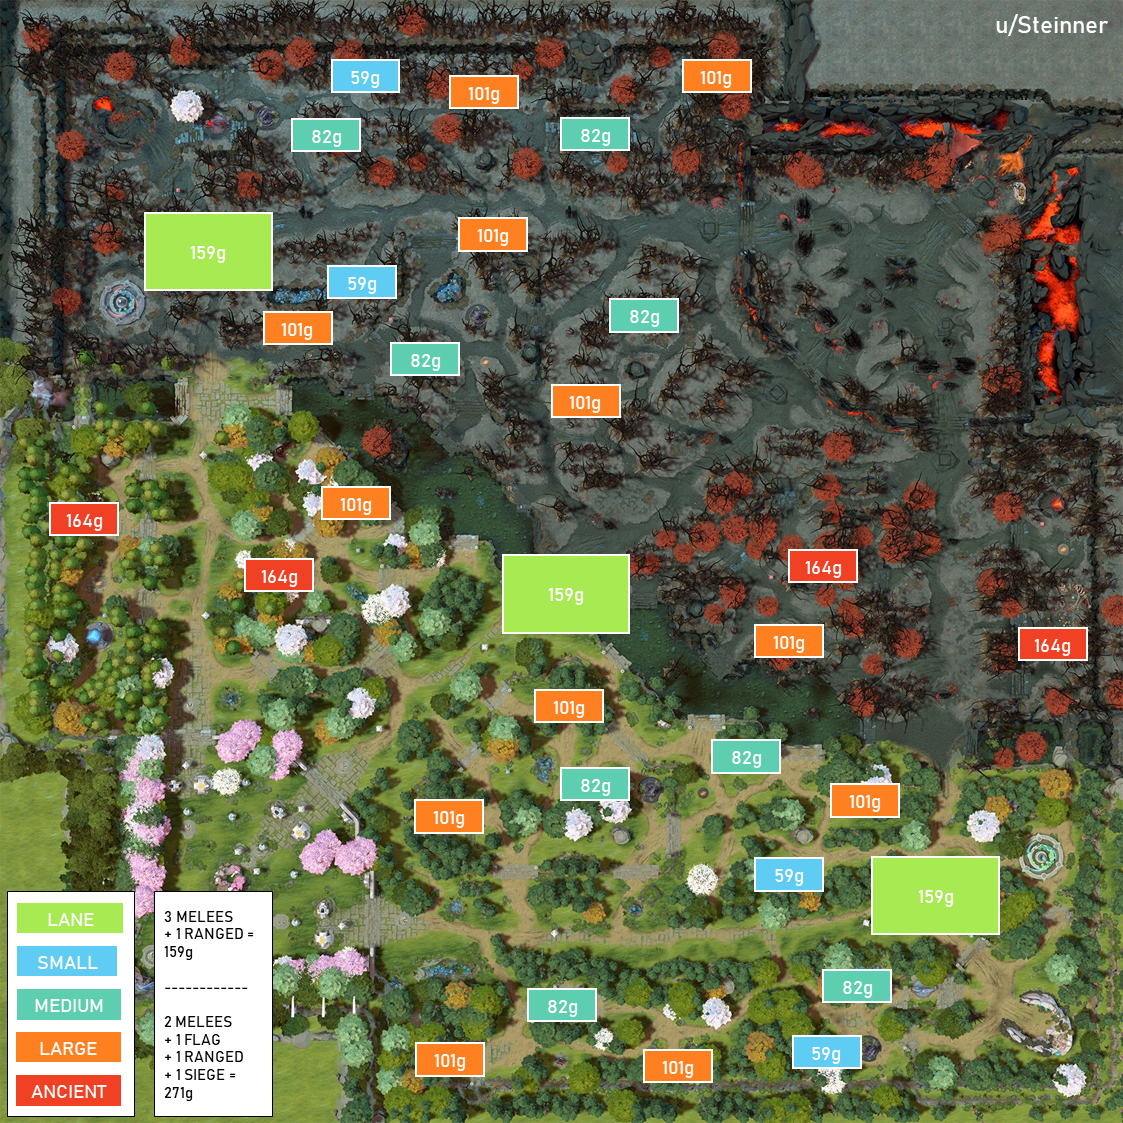 u/Steinner
59g
101g
101g
82g
82g
159g
101g
59g
101g
82g
82g
101g
164g
101g
164g
159g
164g
101g
164g
101g
82g
82g
101g
101g
59g
159g
82g
82g
101g
101g
59g
LANE
SMALL
MEDIUM
LARGE
ANCIENT
3 MELEES
+ 1 RANGED =
159g
------------
2 MELEES
+ 1 FLAG
+ 1 RANGED
+ 1 SIEGE =
271g